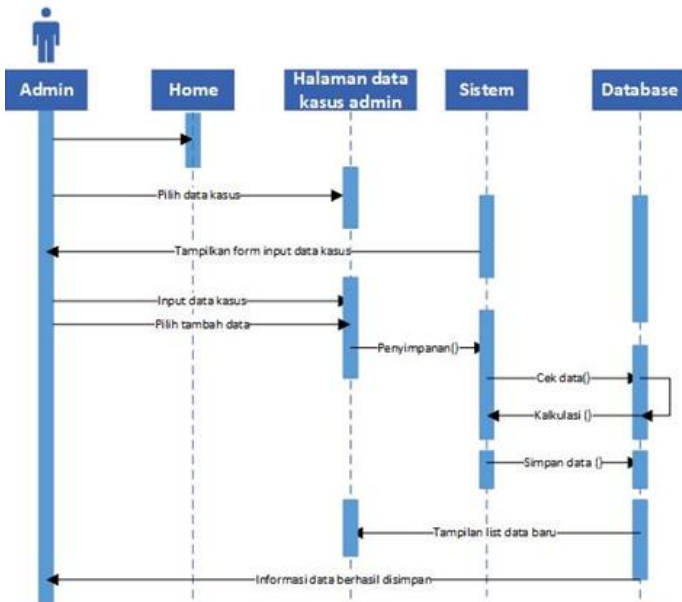 Admin
Home
Halaman data
kasus admin
Sistem
Database
Pilih data kasus
Tampilkan form input data kasus
Input data kasus
Pilih tambah data
Penyimpanan()
Cek data()
Kalkulasi ()
Simpan data ()
Tampilan list data baru
Informasi data berhasil disimpan